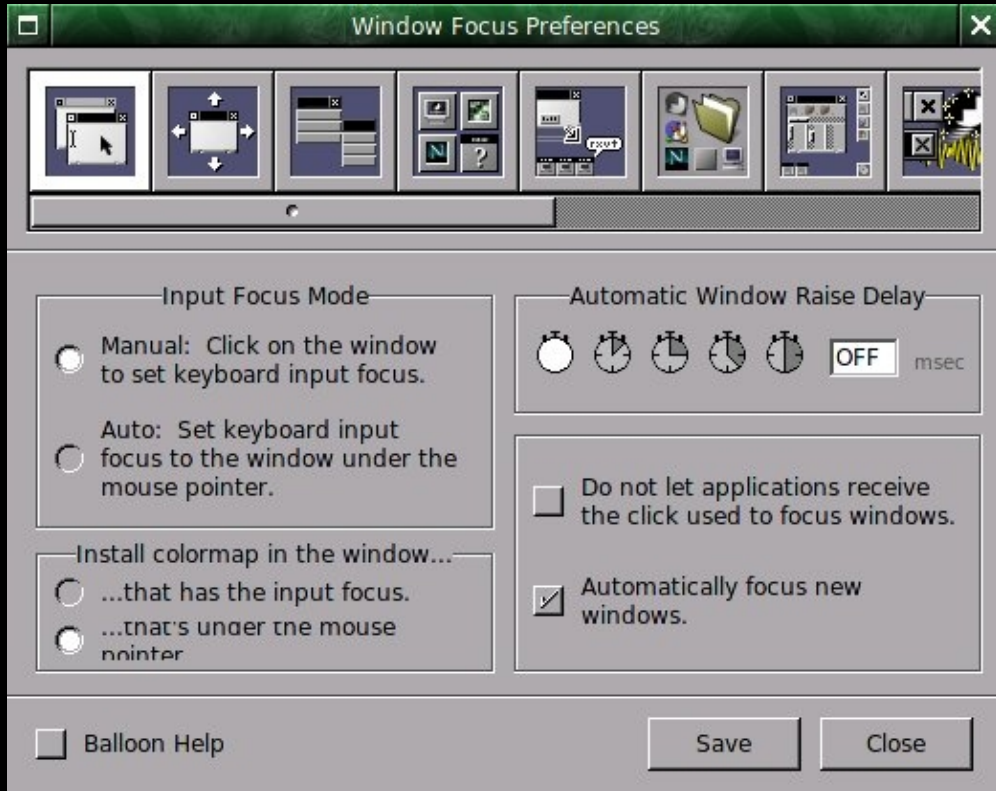 Window Focus Preferences
rxvt
N
?
N
Input Focus Mode
Manual: Click on the window
to set keyboard input focus.
Auto: Set keyboard input
focus to the window under the
mouse pointer.
Install colormap in the window...
...that has the input focus.
...that's under the mouse
pointer
Automatic Window Raise Delay
OFF msec
Do not let applications receive
the click used to focus windows.
Automatically focus new
windows.
Balloon Help
Save
Close